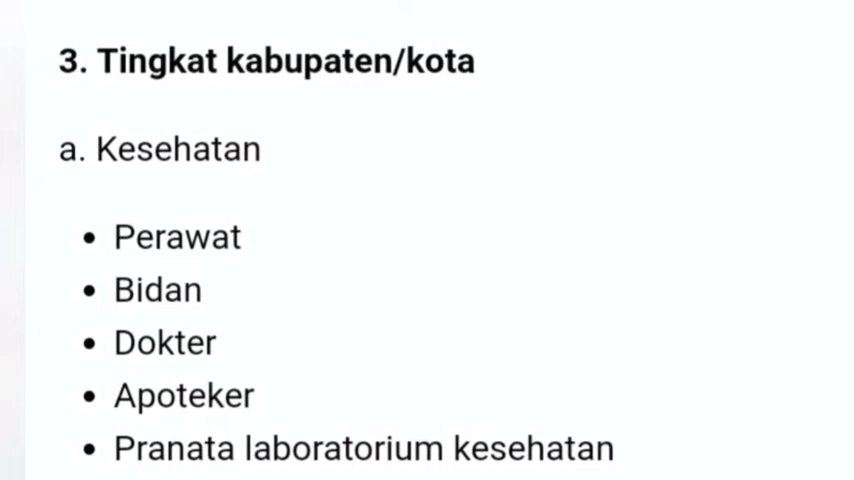 3. Tingkat kabupaten/kota
a. Kesehatan
• Perawat
• Bidan
• Dokter
• Apoteker
• Pranata laboratorium kesehatan